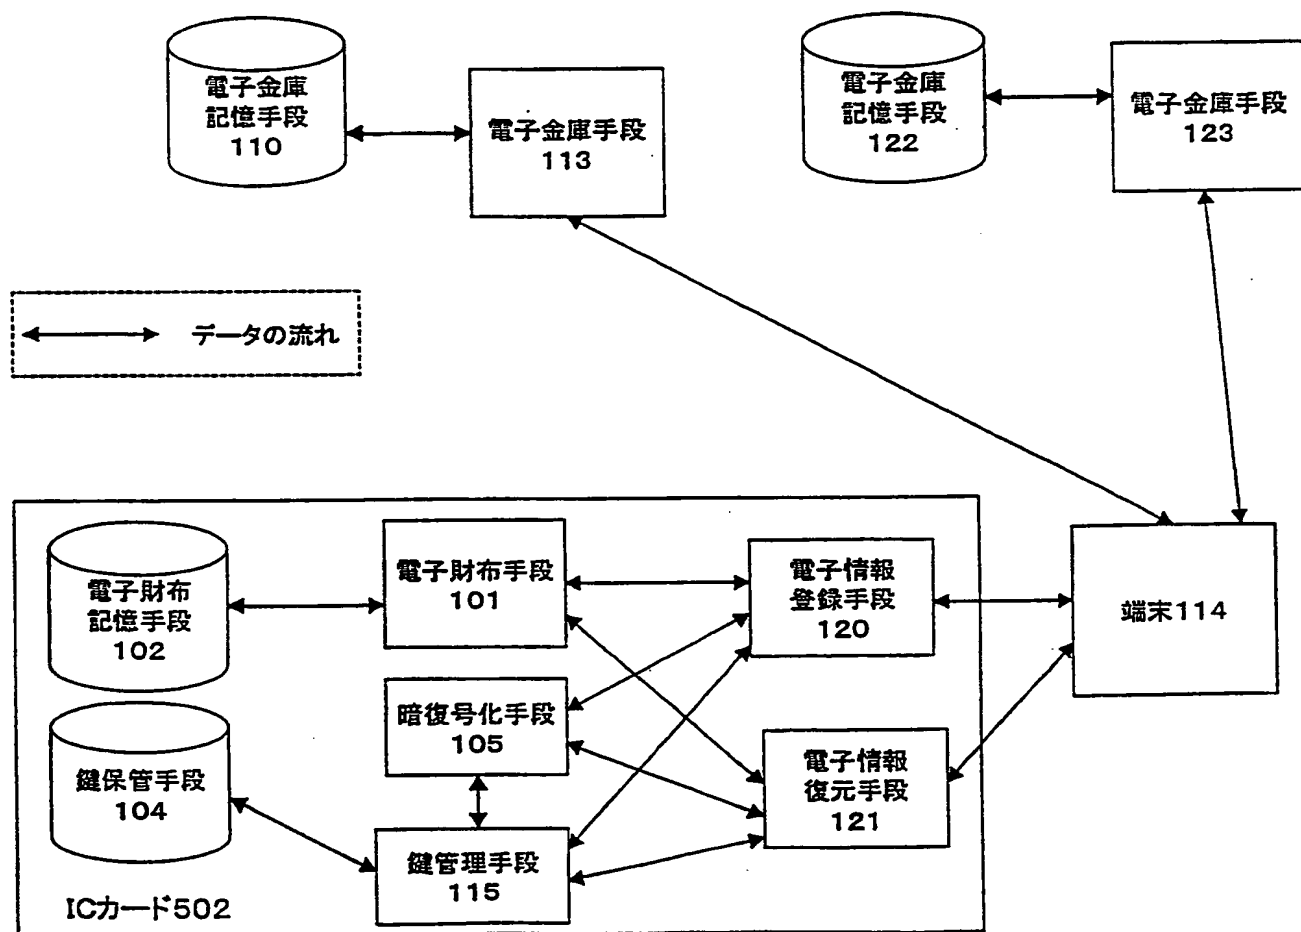 電子金庫
記憶手段
110
電子金庫手段
113
電子金庫
記憶手段
122
電子金庫手段
123
データの流れ
電子財布
記憶手段
102
電子財布手段
101
電子情報
登録手段
120
端末114
暗復号化手段
105
鍵保管手段
104
電子情報
復元手段
121
鍵管理手段
115
ICカード502